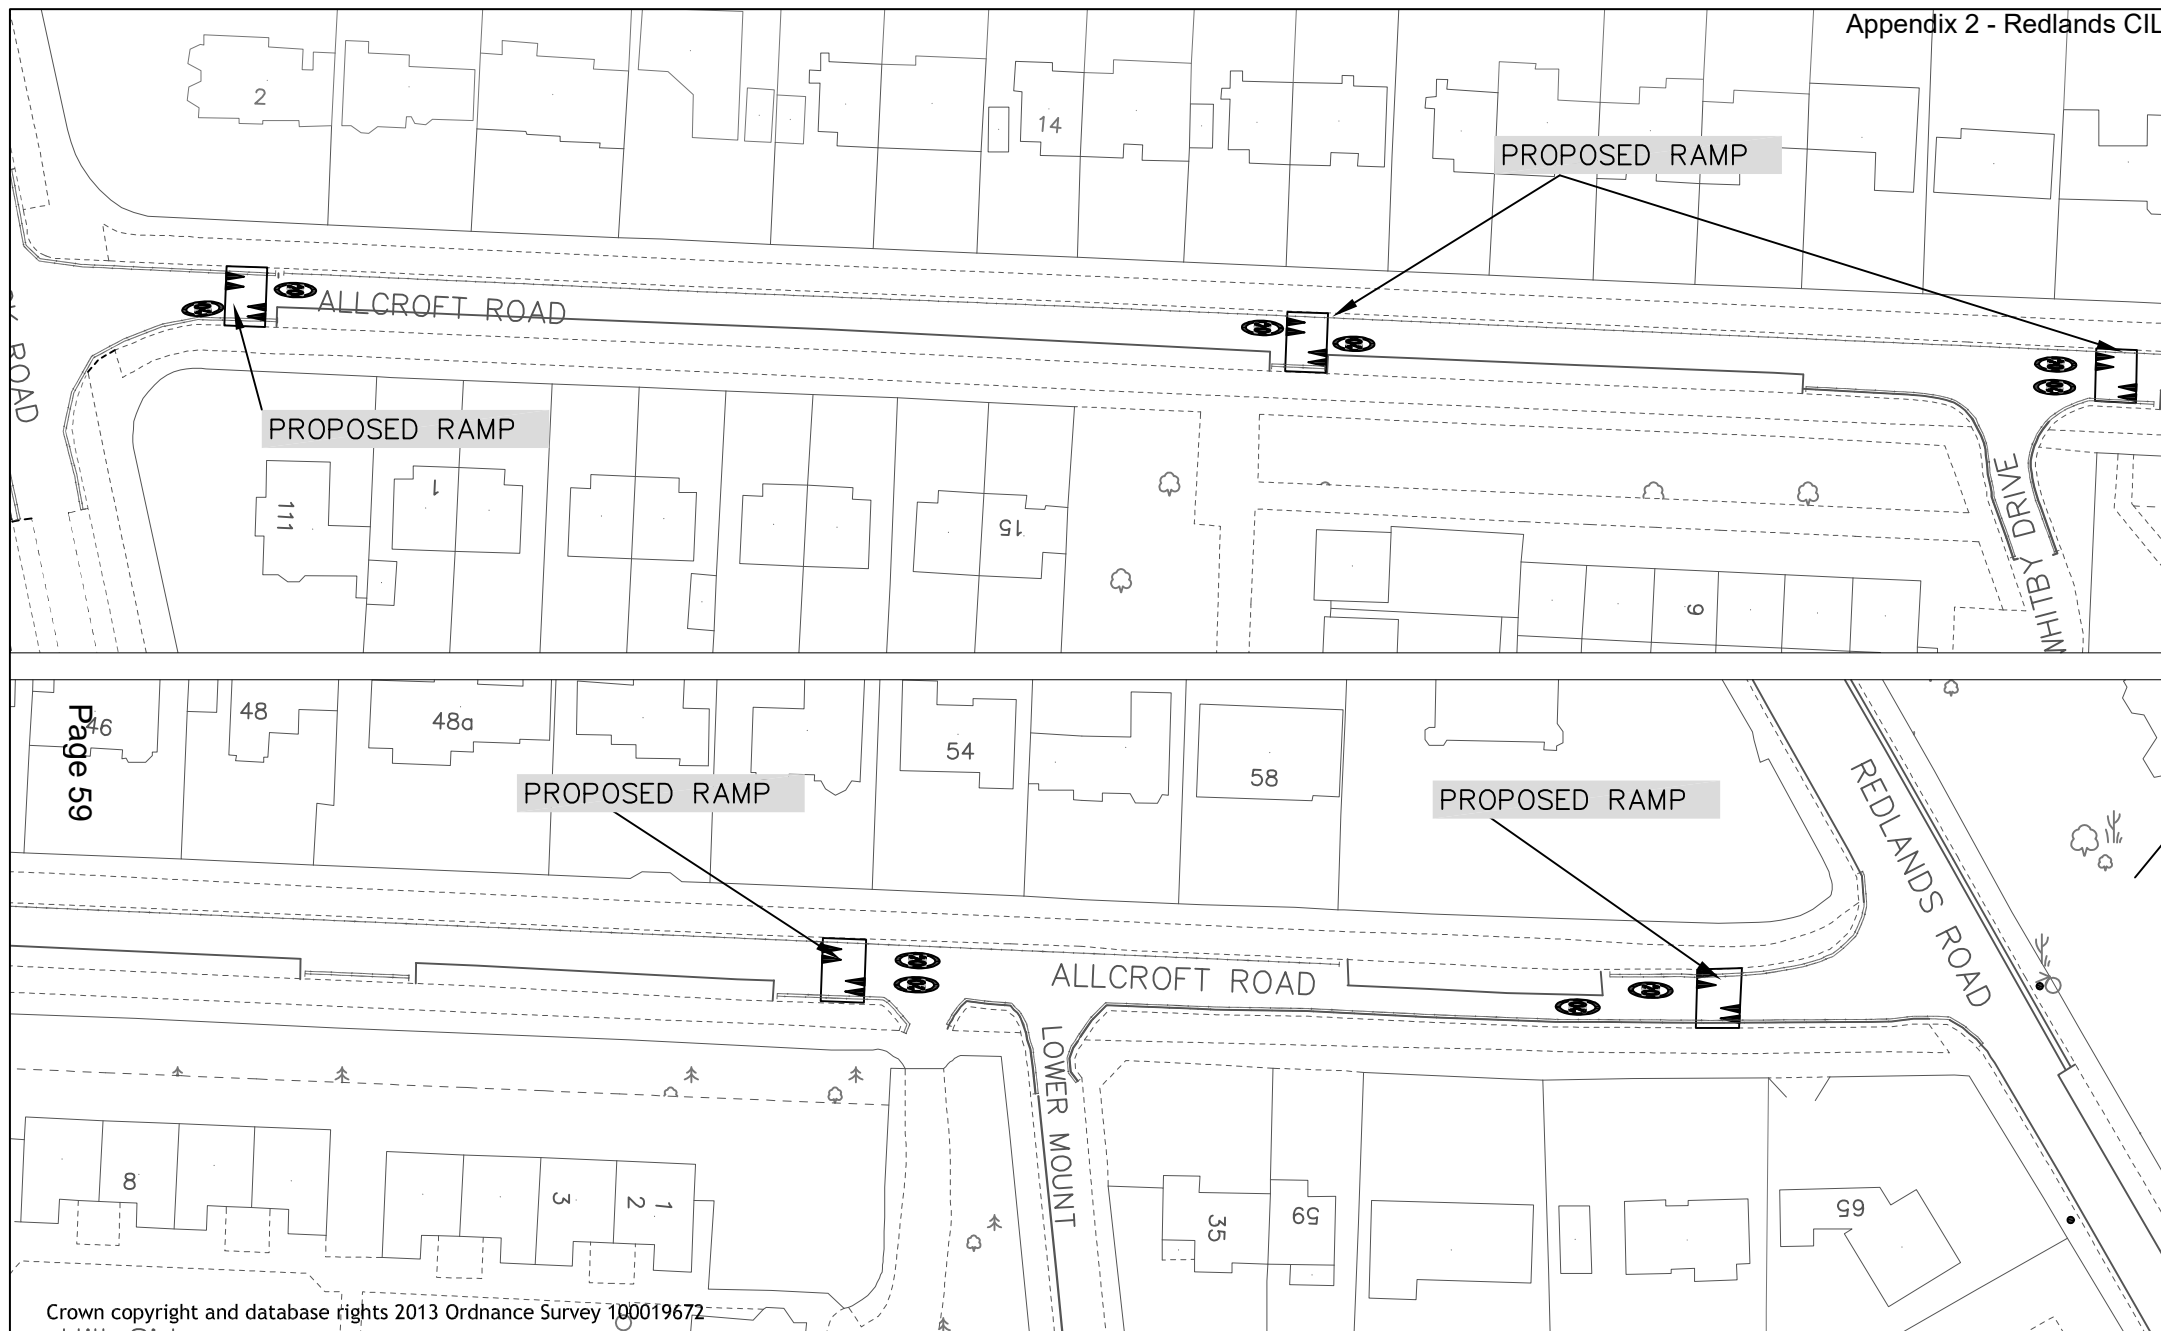 Appendix 2 - Redlands CIL
2
14
PROPOSED RAMP
ALLCROFT ROAD
ROAD
PROPOSED RAMP
111
1
15
9
WHITBY DRIVE
Page 59
46
48
48a
54
58
PROPOSED RAMP
PROPOSED RAMP
REDLANDS ROAD
ALLCROFT ROAD
LOWER MOUNT
8
3
2
1
35
59
65
Crown copyright and database rights 2013 Ordnance Survey 100019672